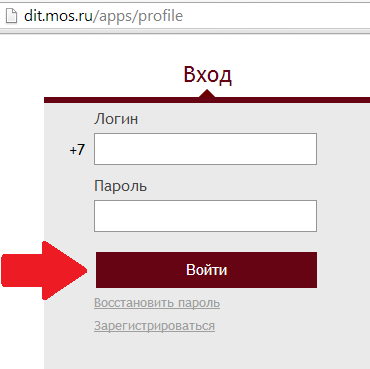 dit.mos.ru/apps/profile
Вход
Логин
+7
Пароль
Войти
Восстановить пароль
Зарегистрироваться